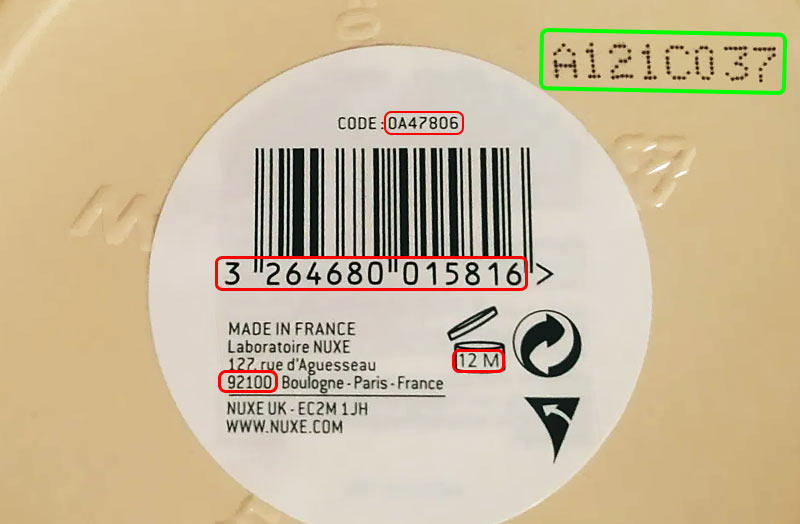 A121C037
CODE: 0A47806
3 264680 015816 >
12 M
MADE IN FRANCE
Laboratoire NUXE
127, rue d'Aguesseau
92100 Boulogne - Paris - France
NUXE UK - EC2M 1JH
WWW.NUXE.COM